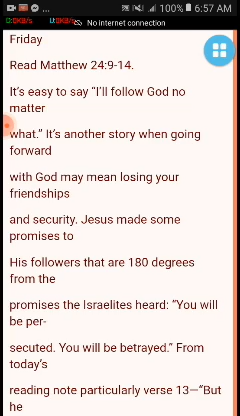 100% 6:57 AM
0KB/s U:0KB/s No internet connection
Friday
Read Matthew 24:9-14.
It's easy to say “I'll follow God no
matter
what.” It's another story when going
forward
with God may mean losing your
friendships
and security. Jesus made some
promises to
His followers that are 180 degrees
from the
promises the Israelites heard: “You will
be per-
secuted. You will be betrayed.” From
today's
reading note particularly verse 13—“But
he